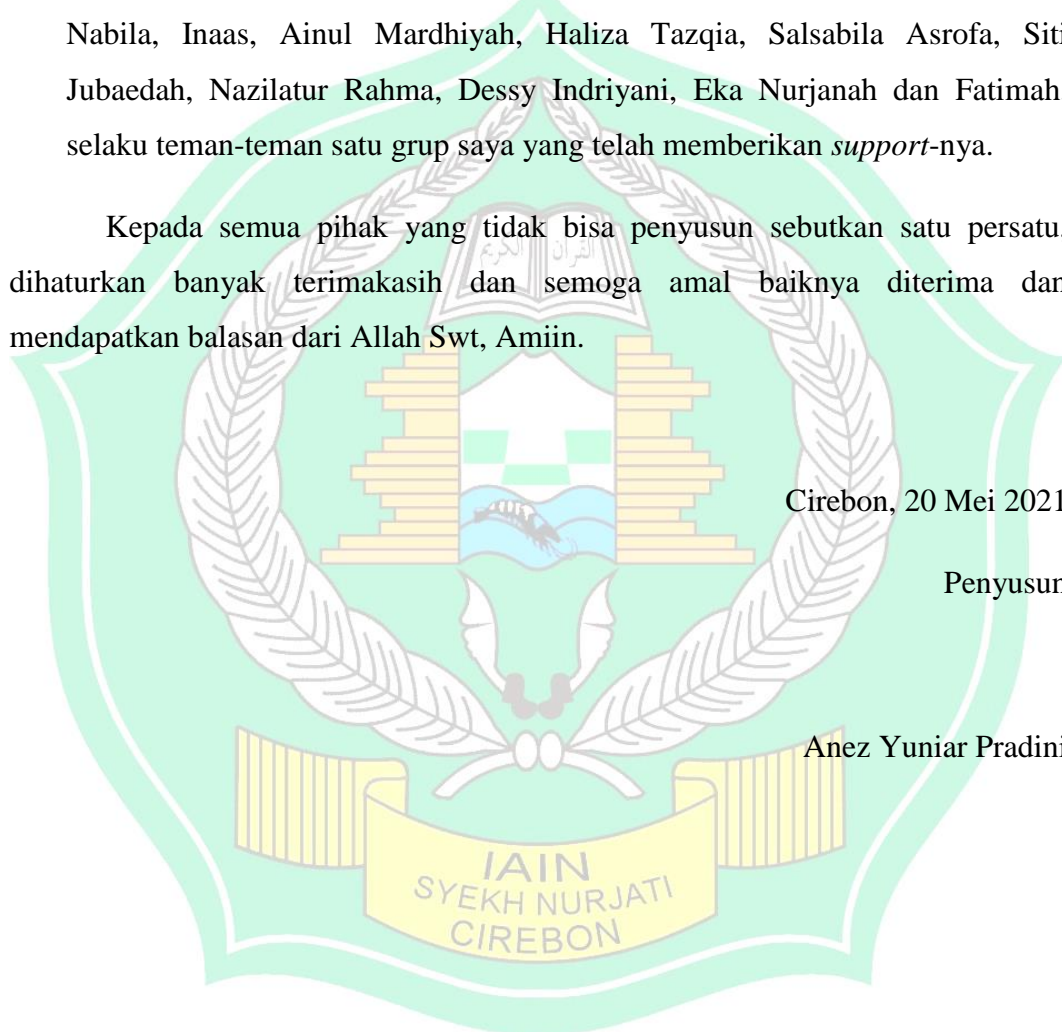 Nabila, Inaas, Ainul Mardhiyah, Haliza Tazqia, Salsabila Asrofa, Siti
Jubaedah, Nazilatur Rahma, Dessy Indriyani, Eka Nurjanah dan Fatimah
selaku teman-teman satu grup saya yang telah memberikan support-nya.
Kepada semua pihak yang tidak bisa penyusun sebutkan satu persatu,
dihaturkan banyak terimakasih dan semoga amal baiknya diterima dan
mendapatkan balasan dari Allah Swt, Amiin.
القرآن الكريم
Cirebon, 20 Mei 2021
Penyusun
Anez Yuniar Pradini
IAIN
SYEKH NURJATI
CIREBON